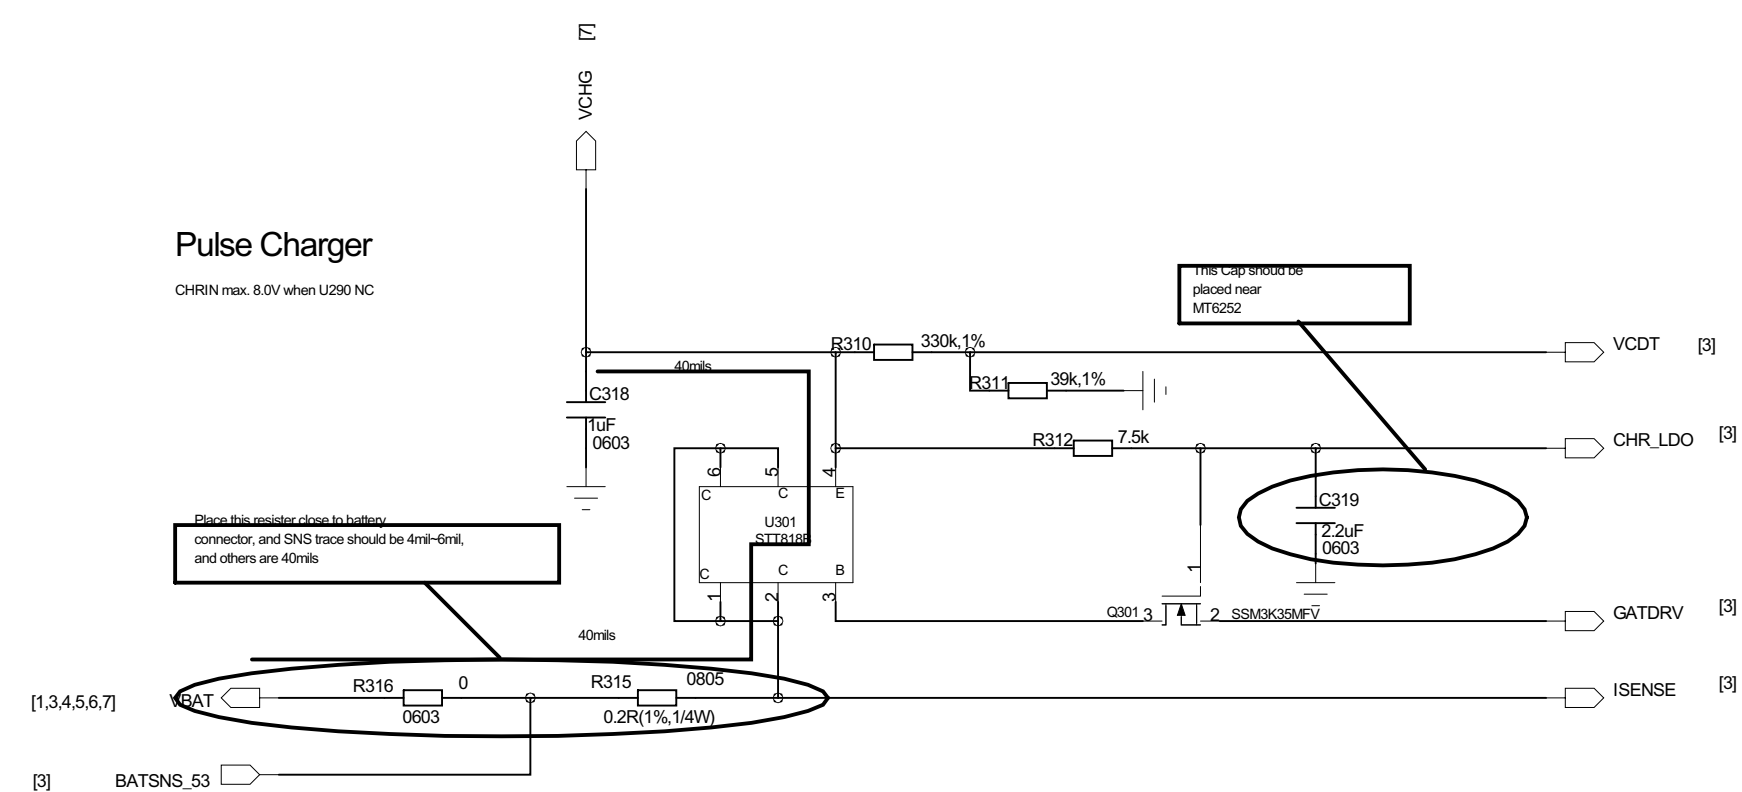 [7]
VCHG
Pulse Charger
CHRIN max. 8.0V when U290 NC
This Cap shoud be
placed near
MT6252
R310
330k,1%
VCDT
[3]
40mils
R311
39k,1%
C318
1uF
0603
R312
7.5k
CHR_LDO
[3]
6
5
4
C
C
E
U301
STT818B
C
C
B
1
2
3
C319
2.2uF
0603
Place this resister close to battery
connector, and SNS trace should be 4mil~6mil,
and others are 40mils
1
Q301
3
2
SSM3K35MFV
GATDRV
[3]
40mils
R316
0
0603
R315
0805
0.2R(1%,1/4W)
ISENSE
[3]
[1,3,4,5,6,7]
VBAT
[3]
BATSNS_53